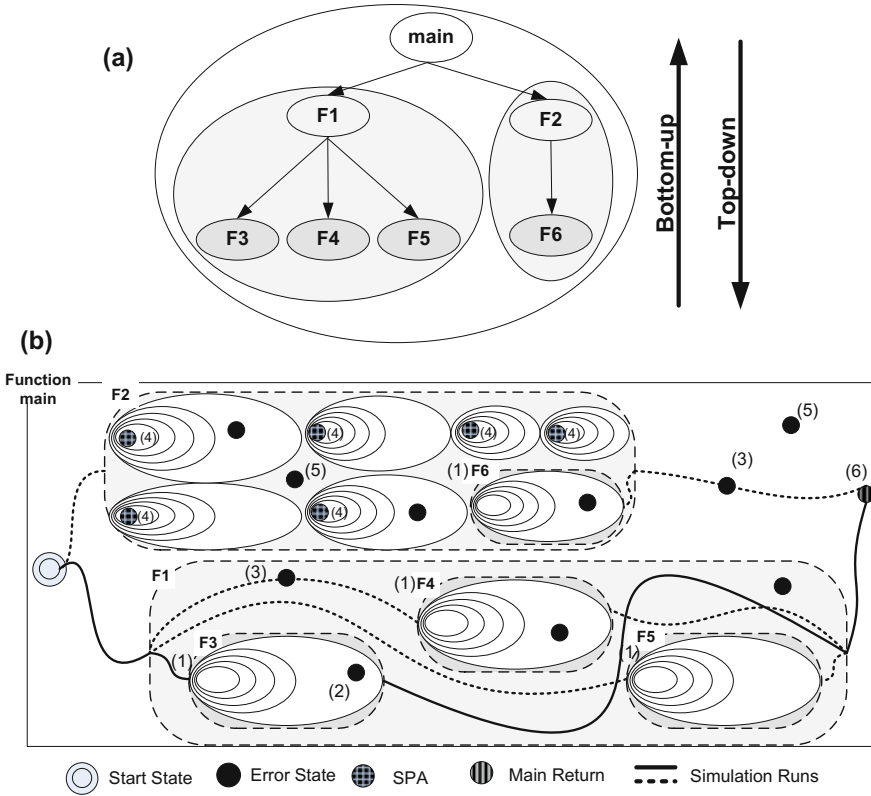 (a)
main
F1
F2
F3
F4
F5
F6
Bottom-up
Top-down
(b)
Function
main
F2
(4)
(4)
(4)
(4)
(5)
(5)
(1)
F6
(3)
(6)
(4)
(4)
F1
(3)
(1)
F4
F3
F5
(1)
(1)
(2)
Start State
Error State
SPA
Main Return
Simulation Runs